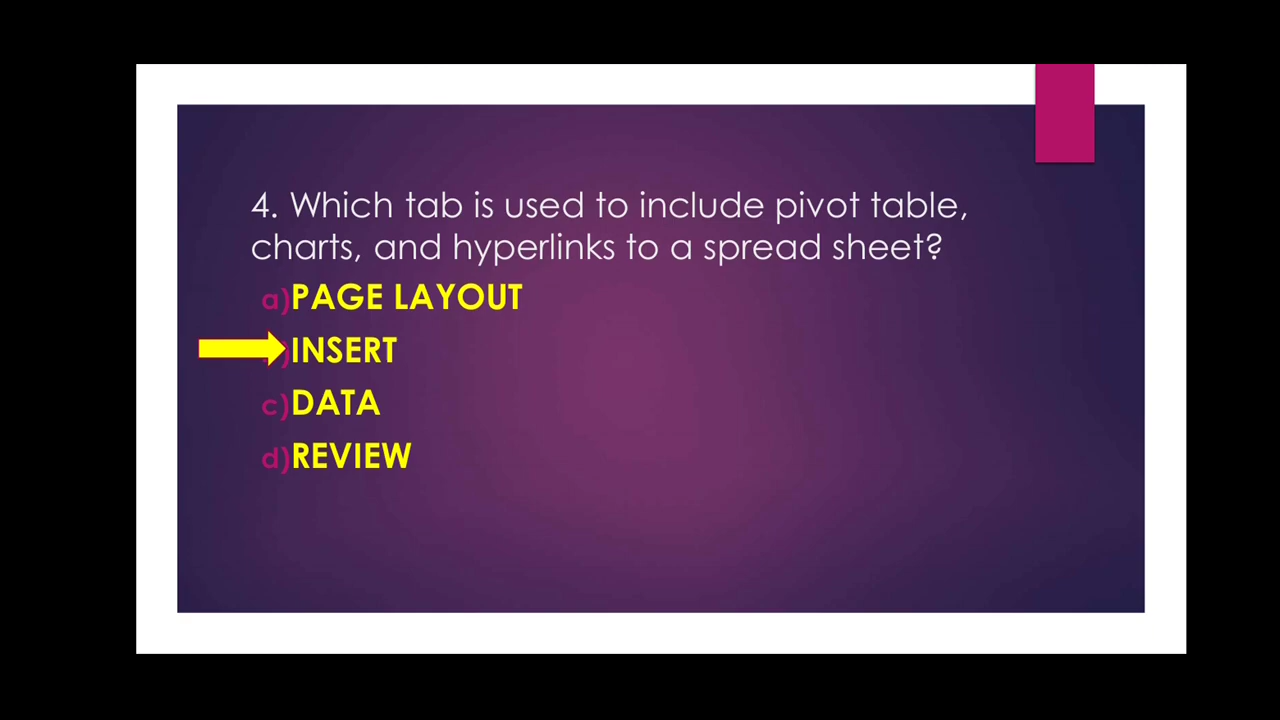 4. Which tab is used to include pivot table,
charts, and hyperlinks to a spread sheet?
a)PAGE LAYOUT
)INSERT
c)DATA
d)REVIEW